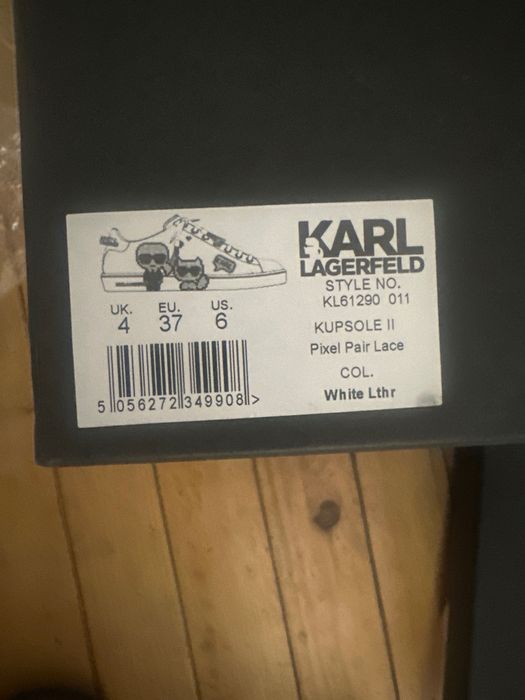 KARL
LAGERFELD
STYLE NO.
KL61290 011
KUPSOLE II
Pixel Pair Lace
COL.
White Lthr
UK. EU. US.
4 37 6
5 056272 349908 >